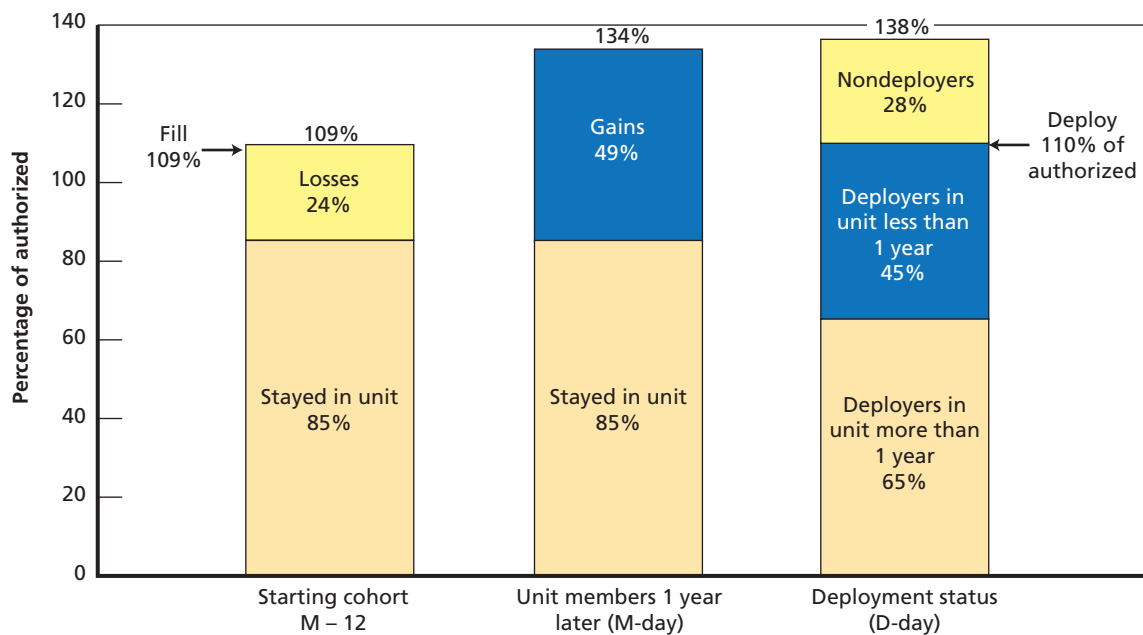 Percentage of authorized
140
120
100
80
60
40
20
0
Fill
109%
109%
Losses
24%
Stayed in unit
85%
Starting cohort
M – 12
134%
Gains
49%
Stayed in unit
85%
Unit members 1 year
later (M-day)
138%
Nondeployers
28%
Deployers in
unit less than
1 year
45%
Deployers in
unit more than
1 year
65%
Deployment status
(D-day)
Deploy
110% of
authorized